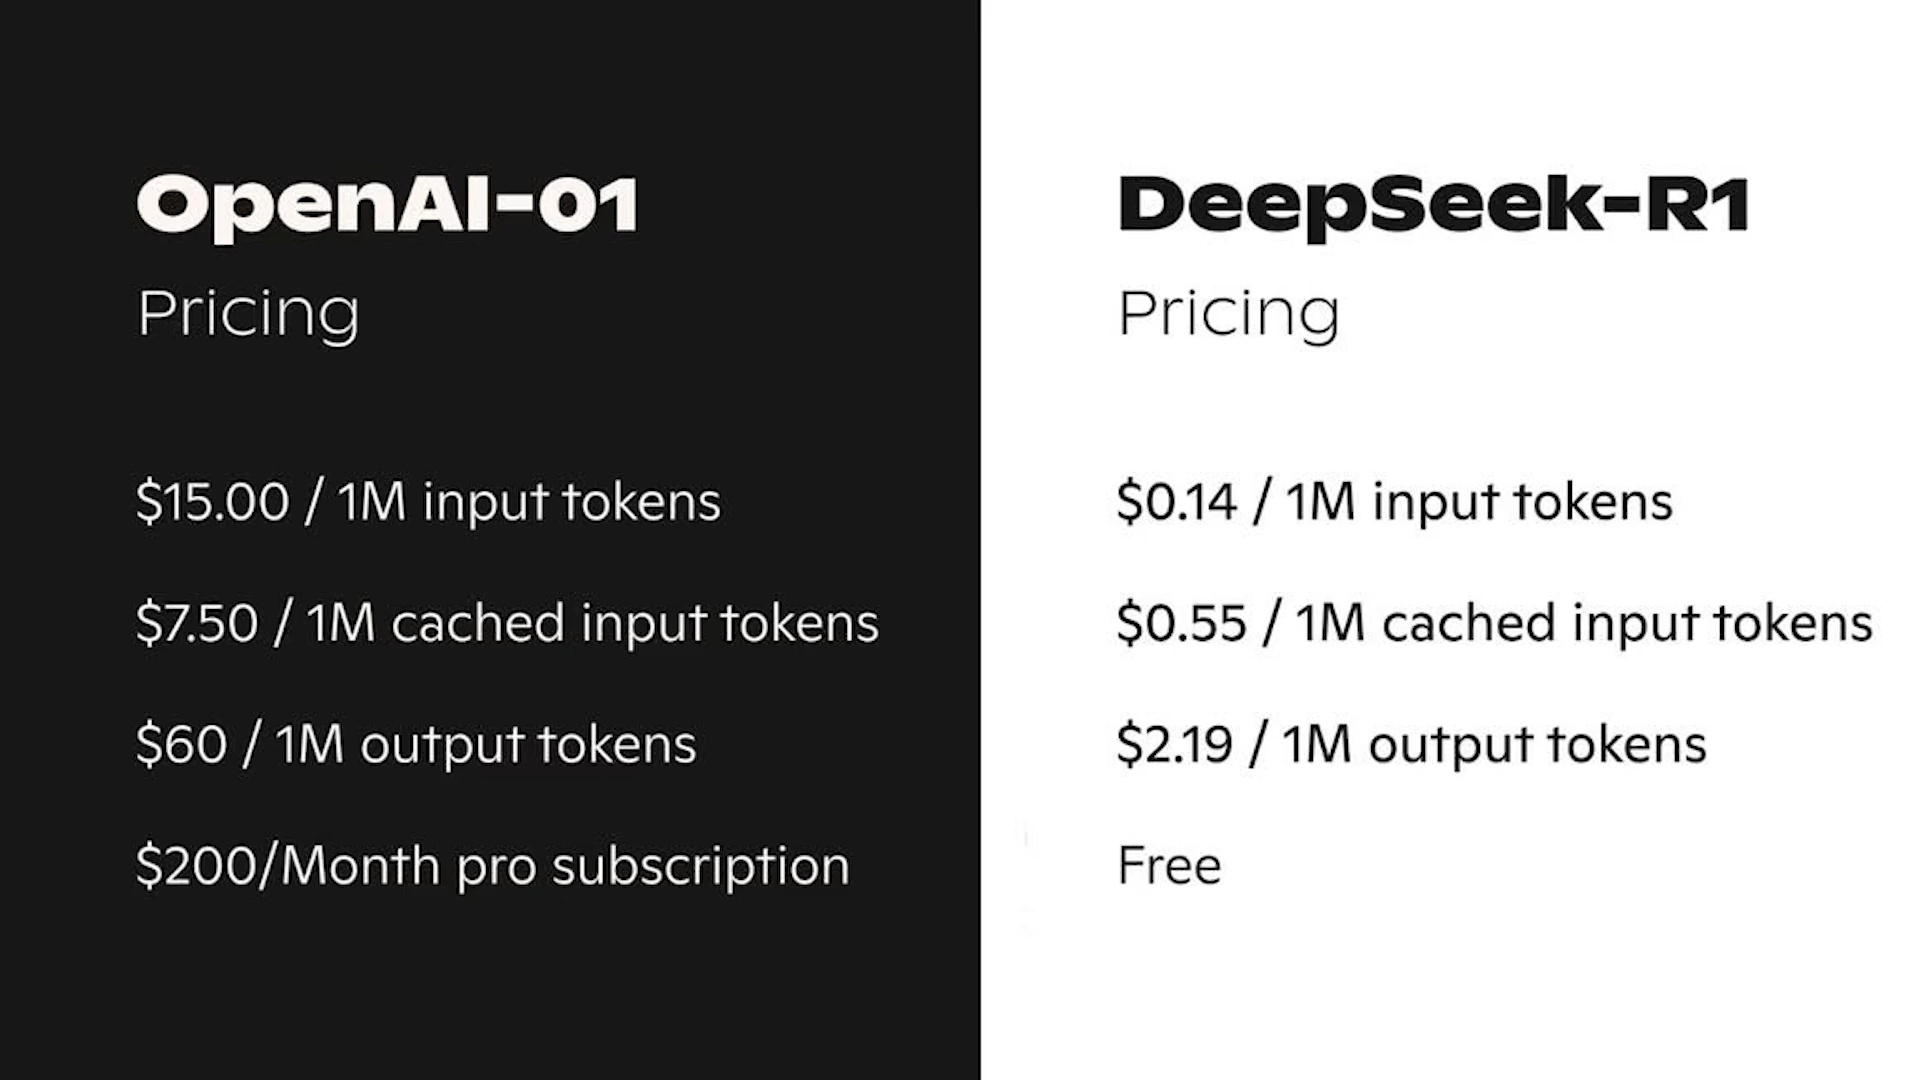 OpenAI-01
Pricing
$15.00 / 1M input tokens
$7.50 / 1M cached input tokens
$60 / 1M output tokens
$200/Month pro subscription
DeepSeek-R1
Pricing
$0.14 / 1M input tokens
$0.55 / 1M cached input tokens
$2.19 / 1M output tokens
Free